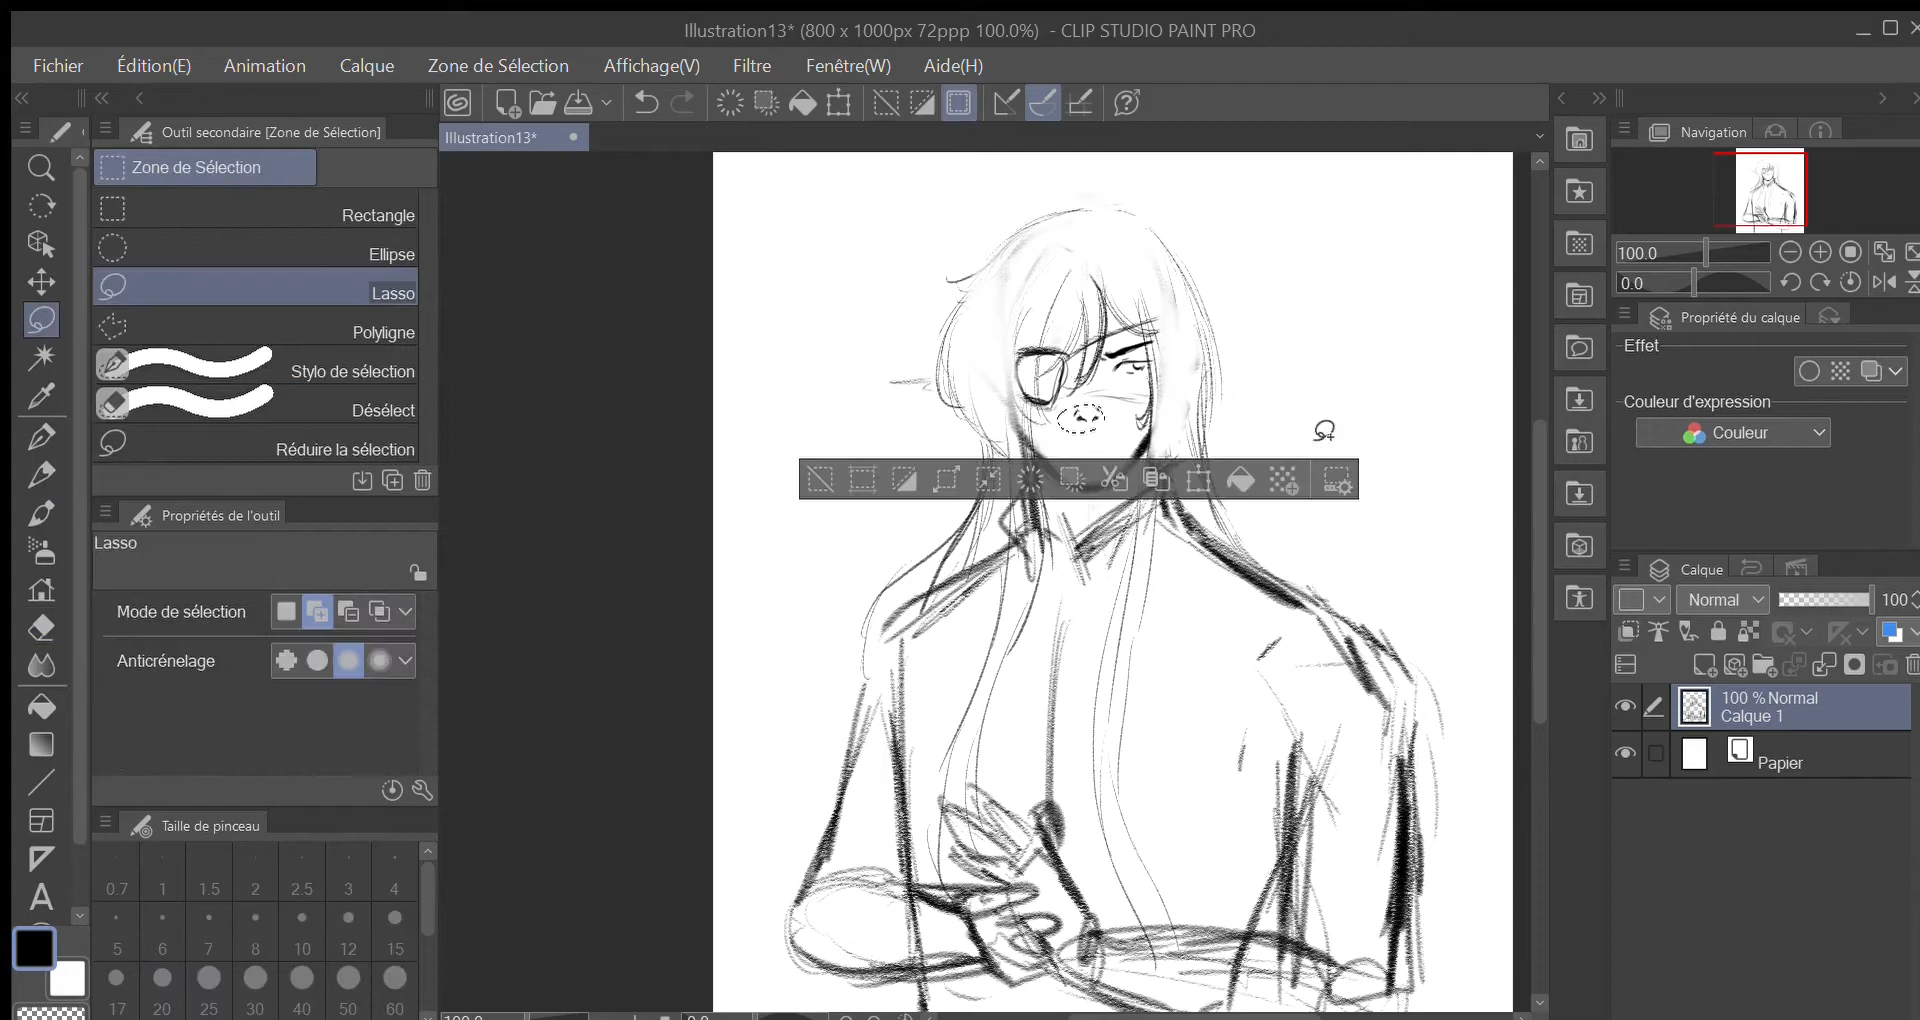 Illustration13* (800 x 1000px 72ppp 100.0%) - CLIP STUDIO PAINT PRO
Fichier Édition(E) Animation Calque Zone de Sélection Affichage(V) Filtre Fenêtre(W) Aide(H)
Outil secondaire [Zone de Sélection]
Illustration13*
Zone de Sélection
Rectangle
Ellipse
Lasso
Polyligne
Stylo de sélection
Désélect
Réduire la sélection
Propriétés de l'outil
Lasso
Mode de sélection
Anticrénelage
Taille de pinceau
0.7 1 1.5 2 2.5 3 4
5 6 7 8 10 12 15
17 20 25 30 40 50 60
Navigation
100.0
0.0
Propriété du calque
Effet
Couleur d'expression
Couleur
Calque
Normal 100
100 % Normal
Calque 1
Papier